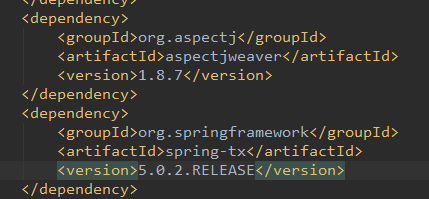 </dependency>
<dependency>
<groupId>org.aspectj</groupId>
<artifactId>aspectjweaver</artifactId>
<version>1.8.7</version>
</dependency>
<dependency>
<groupId>org.springframework</groupId>
<artifactId>spring-tx</artifactId>
<version>5.0.2.RELEASE</version>
</dependency>